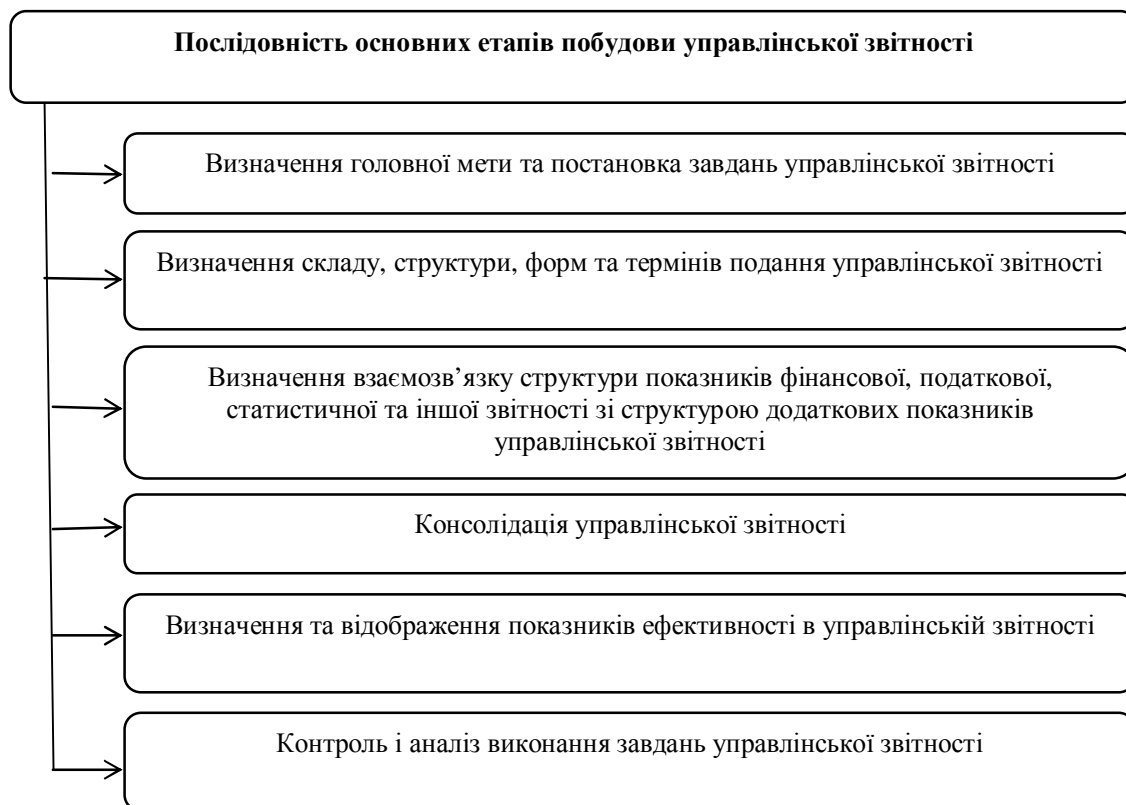 Послідовність основних етапів побудови управлінської звітності
Визначення головної мети та постановка завдань управлінської звітності
Визначення складу, структури, форм та термінів подання управлінської звітності
Визначення взаємозв’язку структури показників фінансової, податкової,
статистичної та іншої звітності зі структурою додаткових показників
управлінської звітності
Консолідація управлінської звітності
Визначення та відображення показників ефективності в управлінській звітності
Контроль і аналіз виконання завдань управлінської звітності